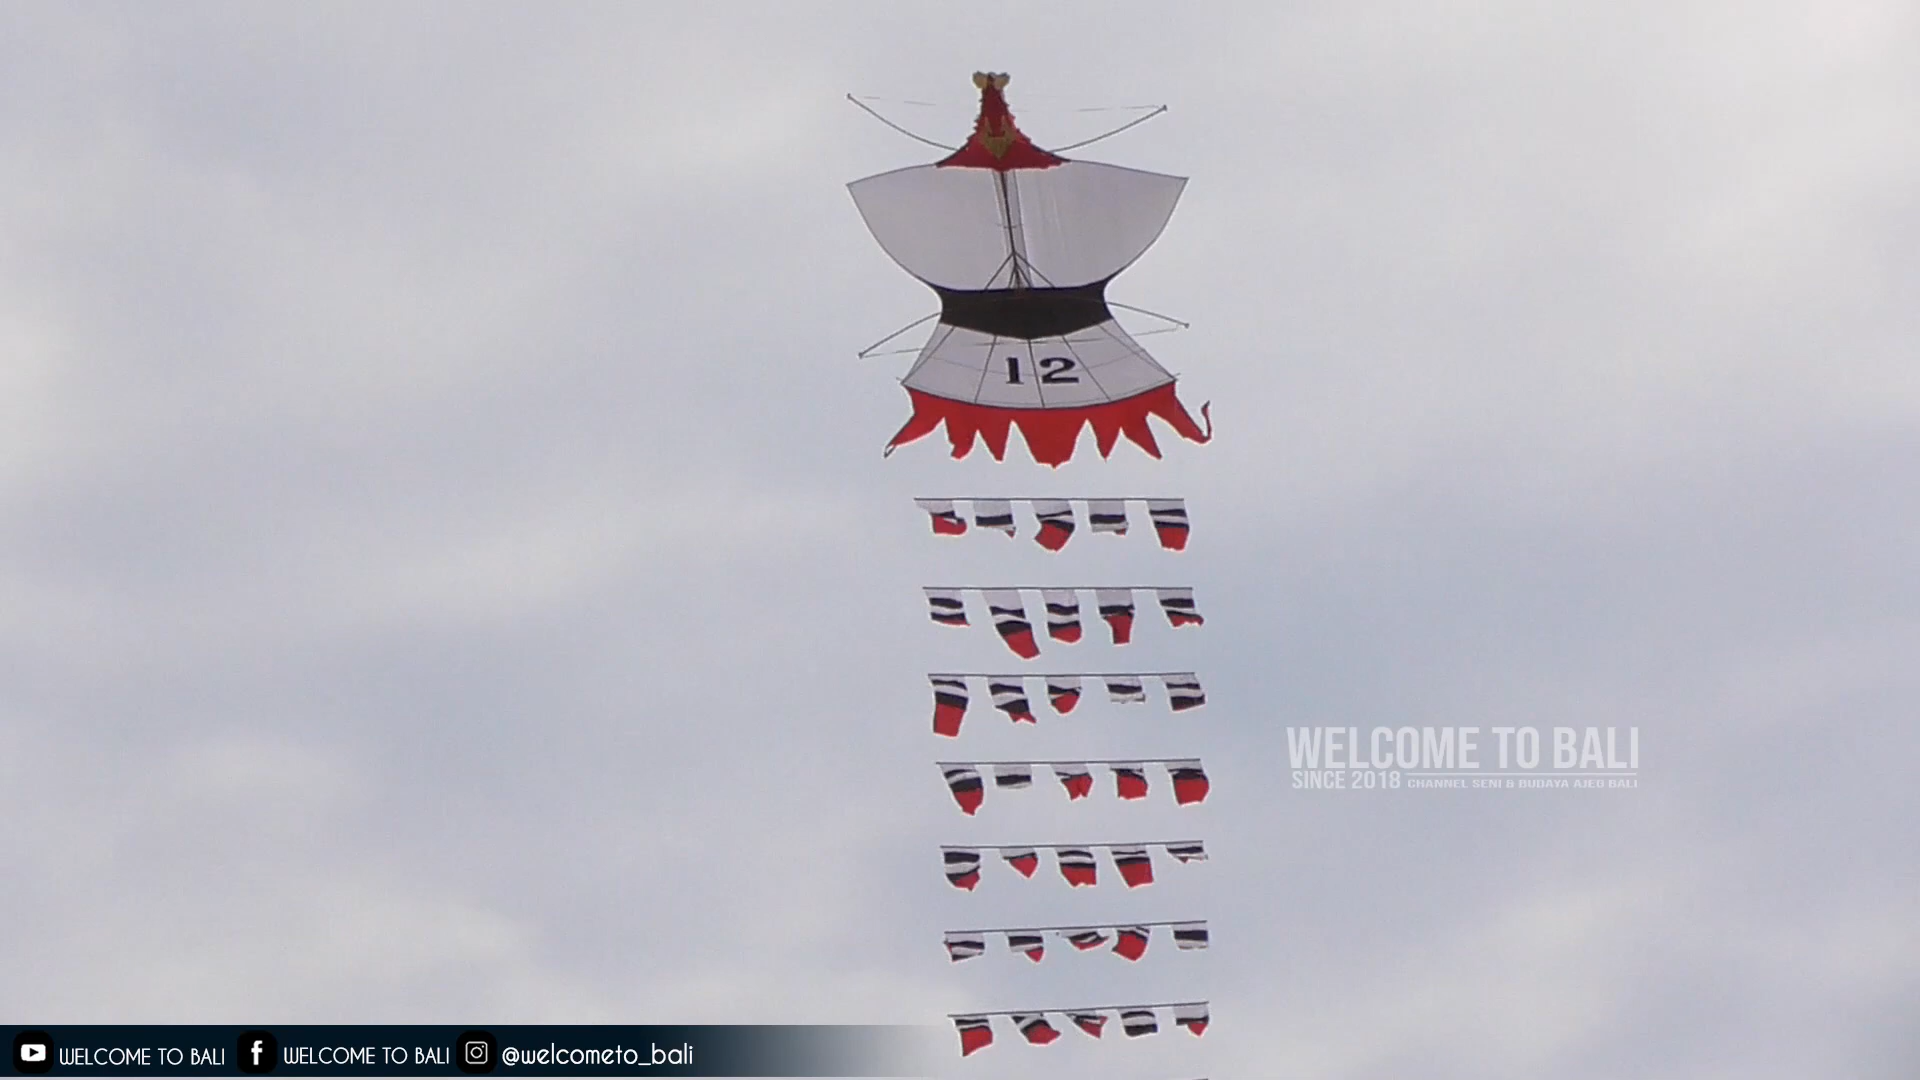 12
WELCOME TO BALI
SINCE 2018 CHANNEL SENI & BUDAYA AJEG BALI
WELCOME TO BALI WELCOME TO BALI @welcometo_bali